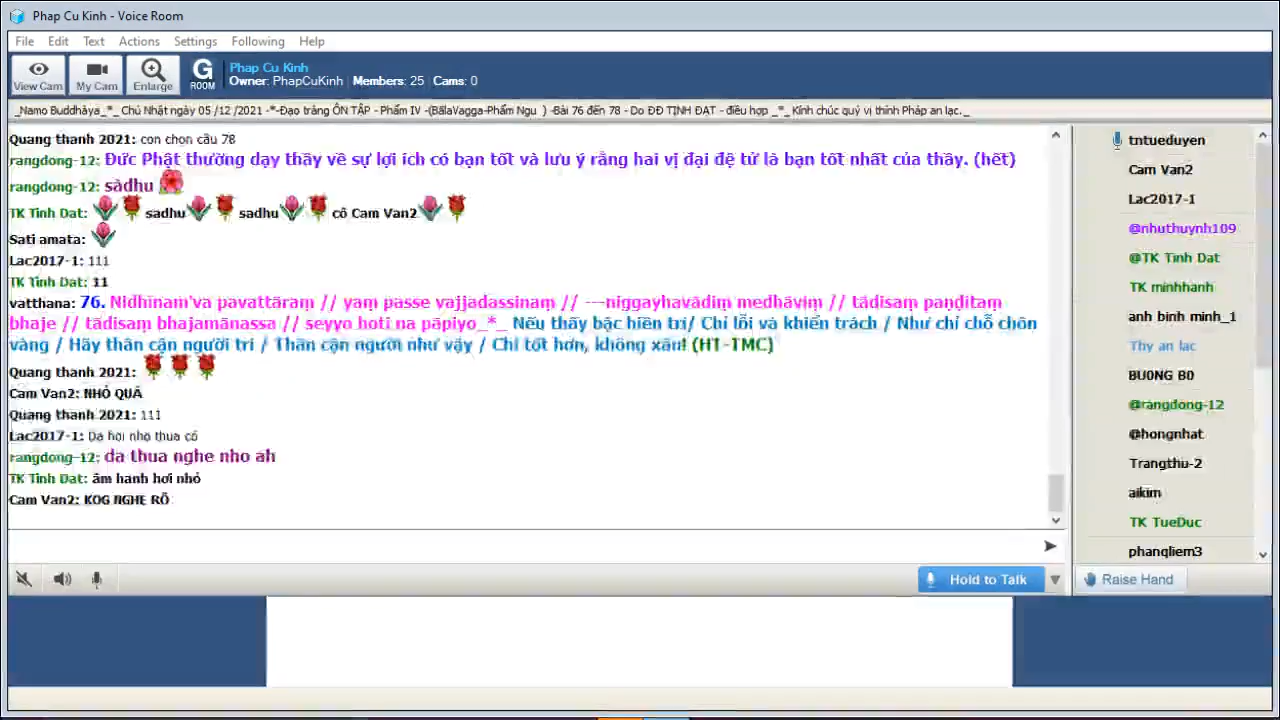 Phap Cu Kinh - Voice Room
File Edit Text Actions Settings Following Help
View Cam My Cam Enlarge G ROOM
Phap Cu Kinh
Owner: PhapCuKinh Members: 25 Cams: 0
_Namo Buddhàya_*_ Chủ Nhật ngày 05 /12 /2021 -*-Đạo tràng ÔN TẬP - Phẩm IV -(BālaVagga-Phẩm Ngu ) -Bài 76 đến 78 - Do ĐĐ TỊNH ĐẠT - điều hợp _*_ Kính chúc quý vị thính Pháp an lạc._
Quang thanh 2021: con chọn câu 78
rangdong-12: Đức Phật thường dạy thầy về sự lợi ích có bạn tốt và lưu ý rằng hai vị đại đệ tử là bạn tốt nhất của thầy. (hết)
rangdong-12: sàdhu
TK Tinh Dat: sadhu sadhu cô Cam Van2
Sati amata:
Lac2017-1: 111
TK Tinh Dat: 11
vatthana: 76. Nidhīnaṃ'va pavattāraṃ // yaṃ passe vajjadassinaṃ // ---niggayhavādiṃ medhāviṃ // tādisaṃ paṇḍitaṃ
bhaje // tādisaṃ bhajamānassa // seyyo hoti na pāpiyo_*_ Nếu thấy bậc hiền trí/ Chỉ lỗi và khiển trách / Như chỉ chỗ chôn
vàng / Hãy thân cận người trí / Thân cận người như vậy / Chỉ tốt hơn, không xấu! (HT-TMC)
Quang thanh 2021:
Cam Van2: NHỎ QUÁ
Quang thanh 2021: 111
Lac2017-1: Da hoi nho thua có
rangdong-12: da thua nghe nho ah
TK Tinh Dat: âm hanh hơi nhỏ
Cam Van2: KOG NGHE RÕ
Hold to Talk
tntueduyen
Cam Van2
Lac2017-1
@nhuthuynh109
@TK Tinh Dat
TK minhhanh
anh binh minh_1
Thy an lac
BU0NG B0
@rangdong-12
@hongnhat
Trangthu-2
aikim
TK TueDuc
phanqliem3
Raise Hand